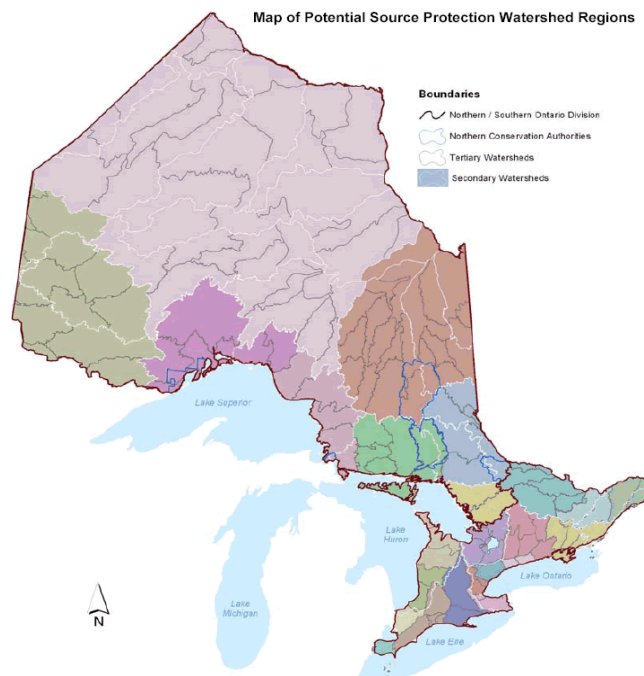 Map of Potential Source Protection Watershed Regions
Boundaries
Northern / Southern Ontario Division
Northern Conservation Authorities
Tertiary Watersheds
Secondary Watersheds
Lake Superior
Lake
Huron
Lake Ontario
Lake
Michigan
Lake Erie
N